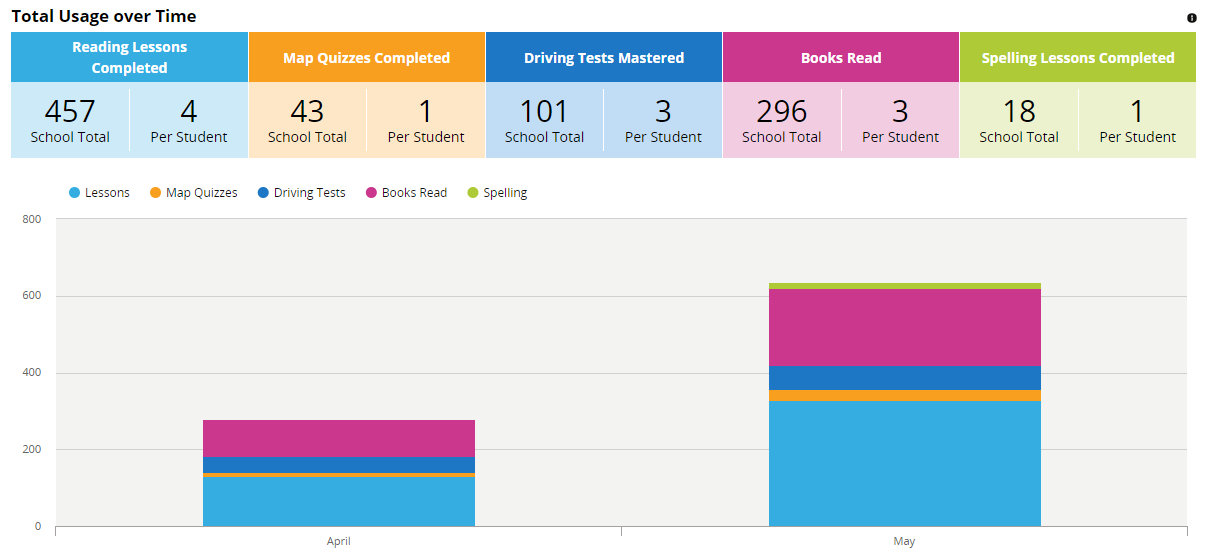 Total Usage over Time
Reading Lessons
Completed
Map Quizzes Completed
Driving Tests Mastered
Books Read
Spelling Lessons Completed
457
School Total
4
Per Student
43
School Total
1
Per Student
101
School Total
3
Per Student
296
School Total
3
Per Student
18
School Total
1
Per Student
Lessons
Map Quizzes
Driving Tests
Books Read
Spelling
800
600
400
200
0
April
May